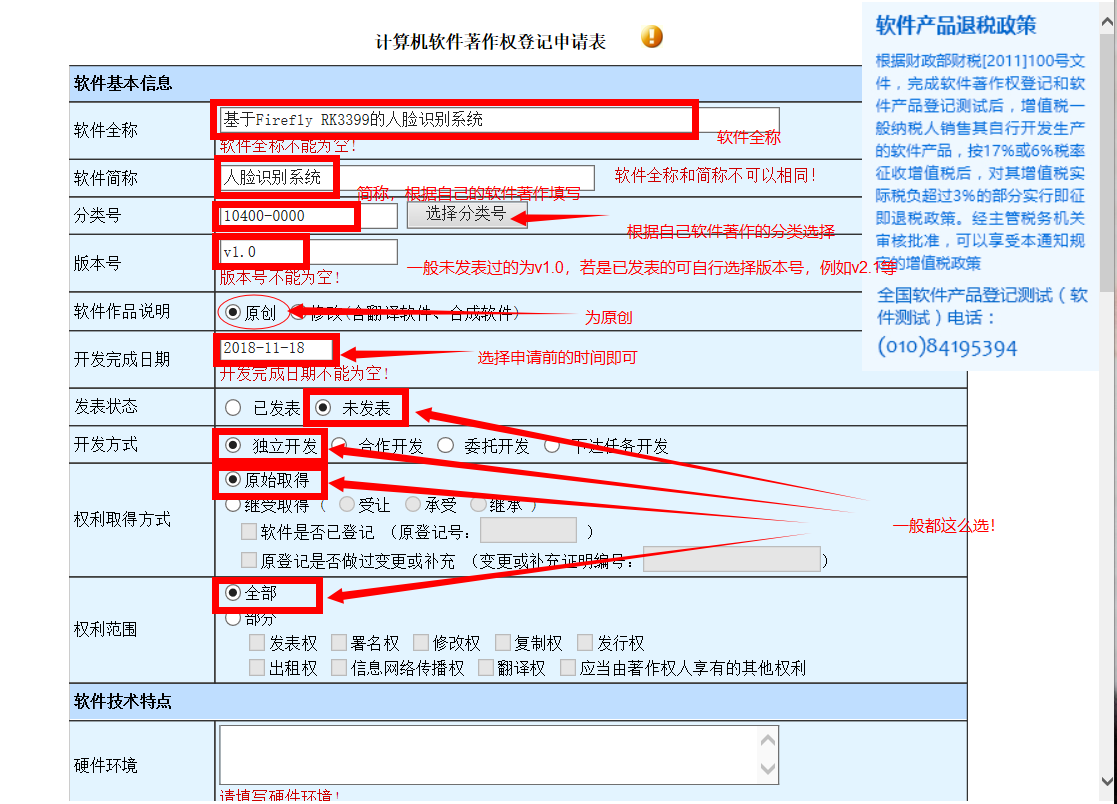 计算机软件著作权登记申请表
软件产品退税政策
根据财政部财税[2011]100号文
件，完成软件著作权登记和软
件产品登记测试后，增值税一
般纳税人销售其自行开发生产
的软件产品，按17%或6%税率
征收增值税后，对其增值税实
际税负超过3%的部分实行即征
即退税政策。经主管税务机关
审核批准，可以享受本通知规
定的增值税政策
全国软件产品登记测试（软
件测试）电话：
(010)84195394
软件基本信息
软件全称
基于Firefly RK3399的人脸识别系统
软件全称不能为空！
软件全称
软件简称
人脸识别系统
软件全称和简称不可以相同！
简称，根据自己的软件著作填写
分类号
10400-0000
选择分类号
根据自己软件著作的分类选择
版本号
v1.0
版本号不能为空！
一般未发表过的为v1.0，若是已发表的可自行选择版本号，例如v2.1等
软件作品说明
原创 修改(含翻译软件、合成软件)
为原创
开发完成日期
2018-11-18
开发完成日期不能为空！
选择申请前的时间即可
发表状态
已发表 未发表
开发方式
独立开发 合作开发 委托开发 下达任务开发
权利取得方式
原始取得
继受取得 ( 受让 承受 继承 )
软件是否已登记 （原登记号： ）
原登记是否做过变更或补充 （变更或补充证明编号： ）
一般都这么选！
权利范围
全部
部分
发表权 署名权 修改权 复制权 发行权
出租权 信息网络传播权 翻译权 应当由著作权人享有的其他权利
软件技术特点
硬件环境
请填写硬件环境！